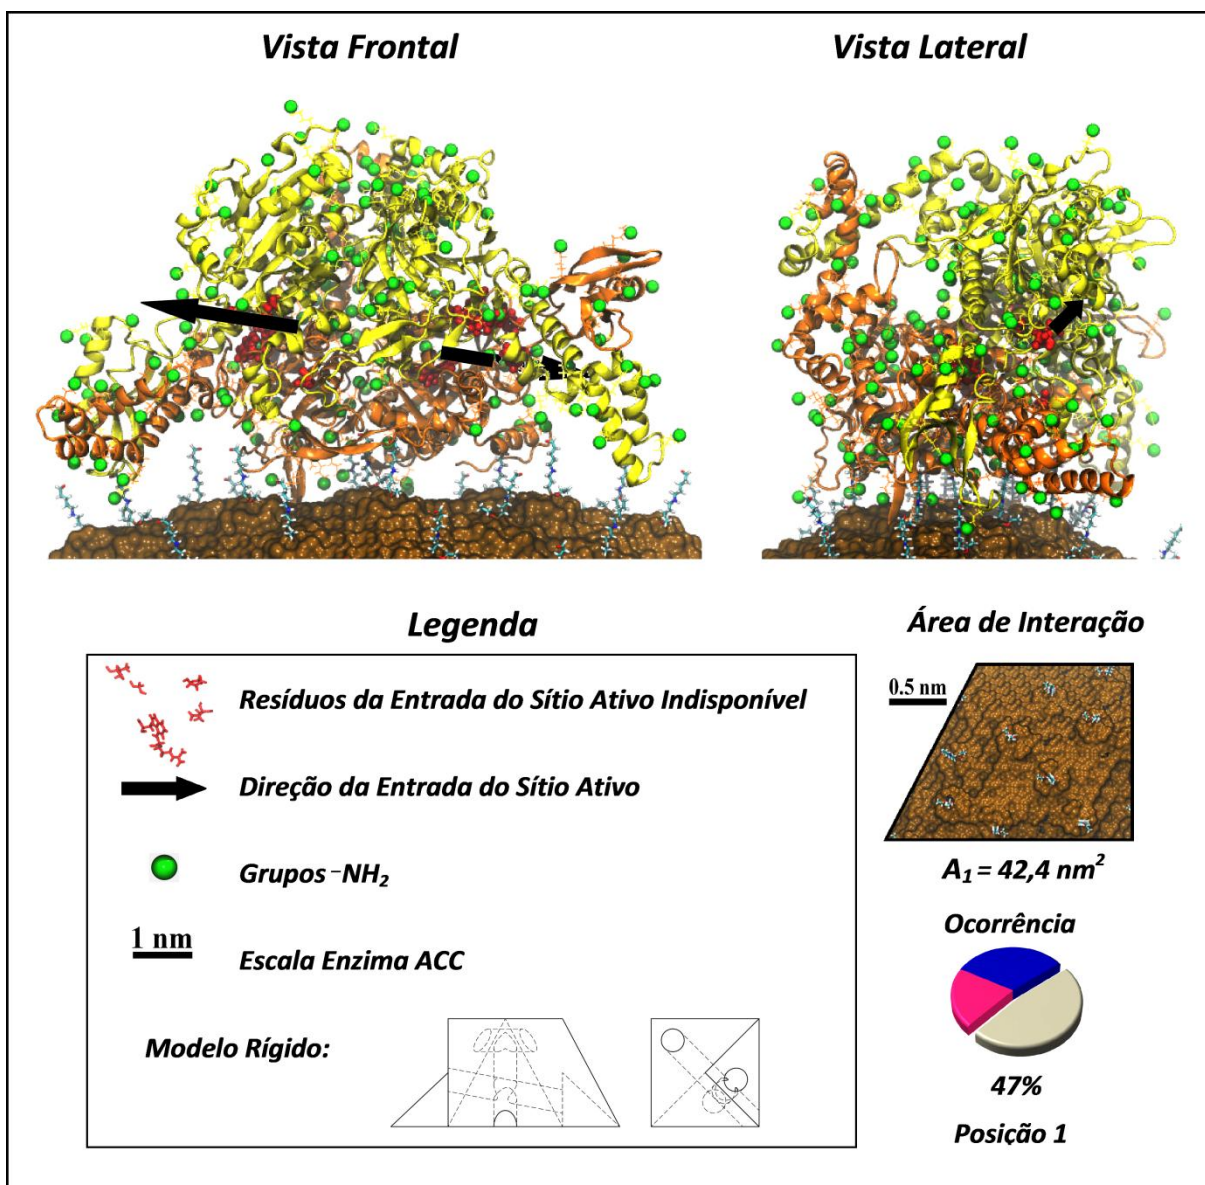 Vista Frontal
Vista Lateral
Legenda
Resíduos da Entrada do Sítio Ativo Indisponível
Direção da Entrada do Sítio Ativo
Grupos –NH₂
1 nm
Escala Enzima ACC
Modelo Rígido:
Área de Interação
0.5 nm
A₁ = 42,4 nm²
Ocorrência
47%
Posição 1